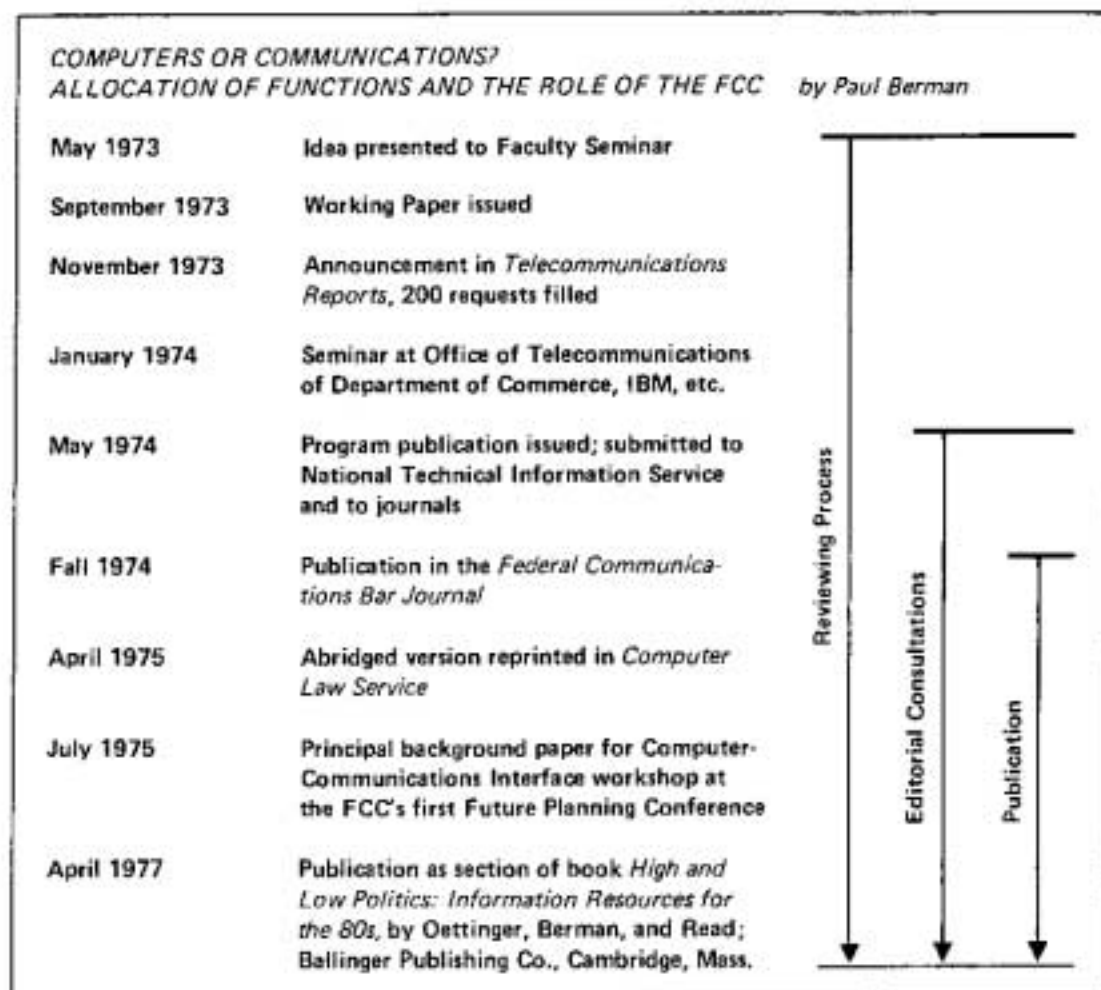 COMPUTERS OR COMMUNICATIONS?
ALLOCATION OF FUNCTIONS AND THE ROLE OF THE FCC by Paul Berman
May 1973 Idea presented to Faculty Seminar
September 1973 Working Paper issued
November 1973 Announcement in Telecommunications
Reports, 200 requests filled
January 1974 Seminar at Office of Telecommunications
of Department of Commerce, IBM, etc.
May 1974 Program publication issued; submitted to
National Technical Information Service
and to journals
Fall 1974 Publication in the Federal Communica-
tions Bar Journal
April 1975 Abridged version reprinted in Computer
Law Service
July 1975 Principal background paper for Computer-
Communications Interface workshop at
the FCC's first Future Planning Conference
April 1977 Publication as section of book High and
Low Politics: Information Resources for
the 80s, by Oettinger, Berman, and Read;
Ballinger Publishing Co., Cambridge, Mass.
Reviewing Process
Editorial Consultations
Publication